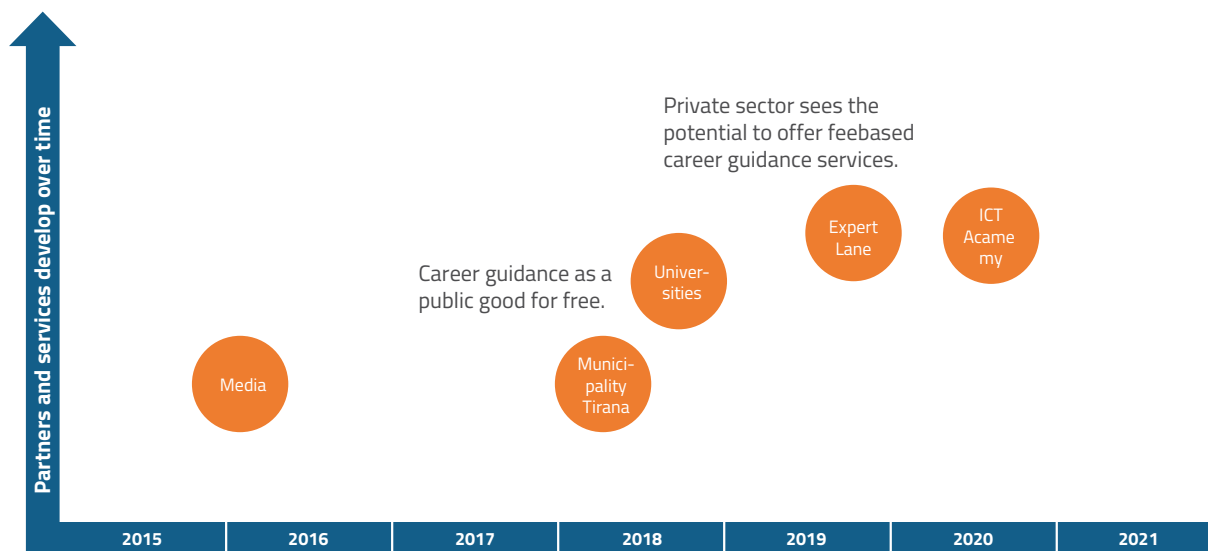 Partners and services develop over time
Private sector sees the
potential to offer feebased
career guidance services.
Expert
Lane
ICT
Acame
my
Career guidance as a
public good for free.
Univer-
sities
Media
Munici-
pality
Tirana
2015
2016
2017
2018
2019
2020
2021